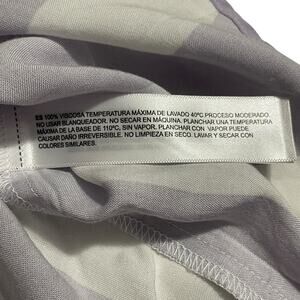 ES 100% VISCOSA TEMPERATURA MÁXIMA DE LAVADO 40ºC PROCESO MODERADO.
NO USAR BLANQUEADOR. NO SECAR EN MÁQUINA. PLANCHAR UNA TEMPERATURA
MÁXIMA DE LA BASE DE 110ºC, SIN VAPOR. PLANCHAR CON VAPOR PUEDE
CAUSAR DAÑO IRREVERSIBLE. NO LIMPIAR EN SECO. LAVAR Y SECAR CON
COLORES SIMILARES.